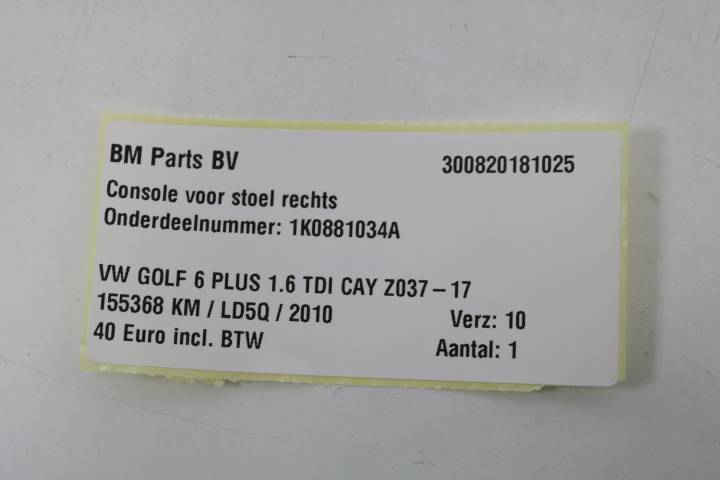 BM Parts BV 300820181025
Console voor stoel rechts
Onderdeelnummer: 1K0881034A
VW GOLF 6 PLUS 1.6 TDI CAY Z037-17
155368 KM / LD5Q / 2010 Verz: 10
40 Euro incl. BTW Aantal: 1